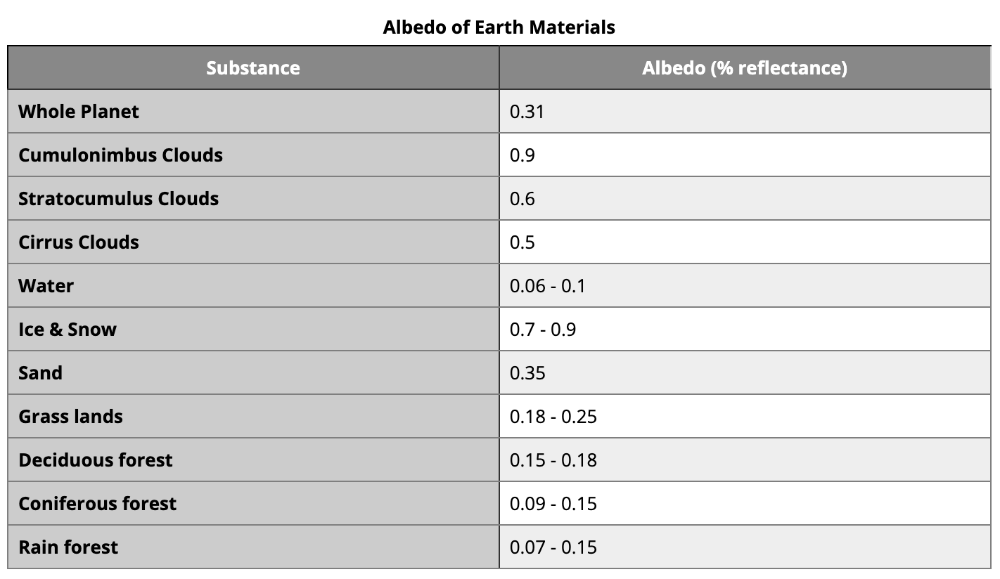 Albedo of Earth Materials
Substance Albedo (% reflectance)
Whole Planet 0.31
Cumulonimbus Clouds 0.9
Stratocumulus Clouds 0.6
Cirrus Clouds 0.5
Water 0.06 - 0.1
Ice & Snow 0.7 - 0.9
Sand 0.35
Grass lands 0.18 - 0.25
Deciduous forest 0.15 - 0.18
Coniferous forest 0.09 - 0.15
Rain forest 0.07 - 0.15